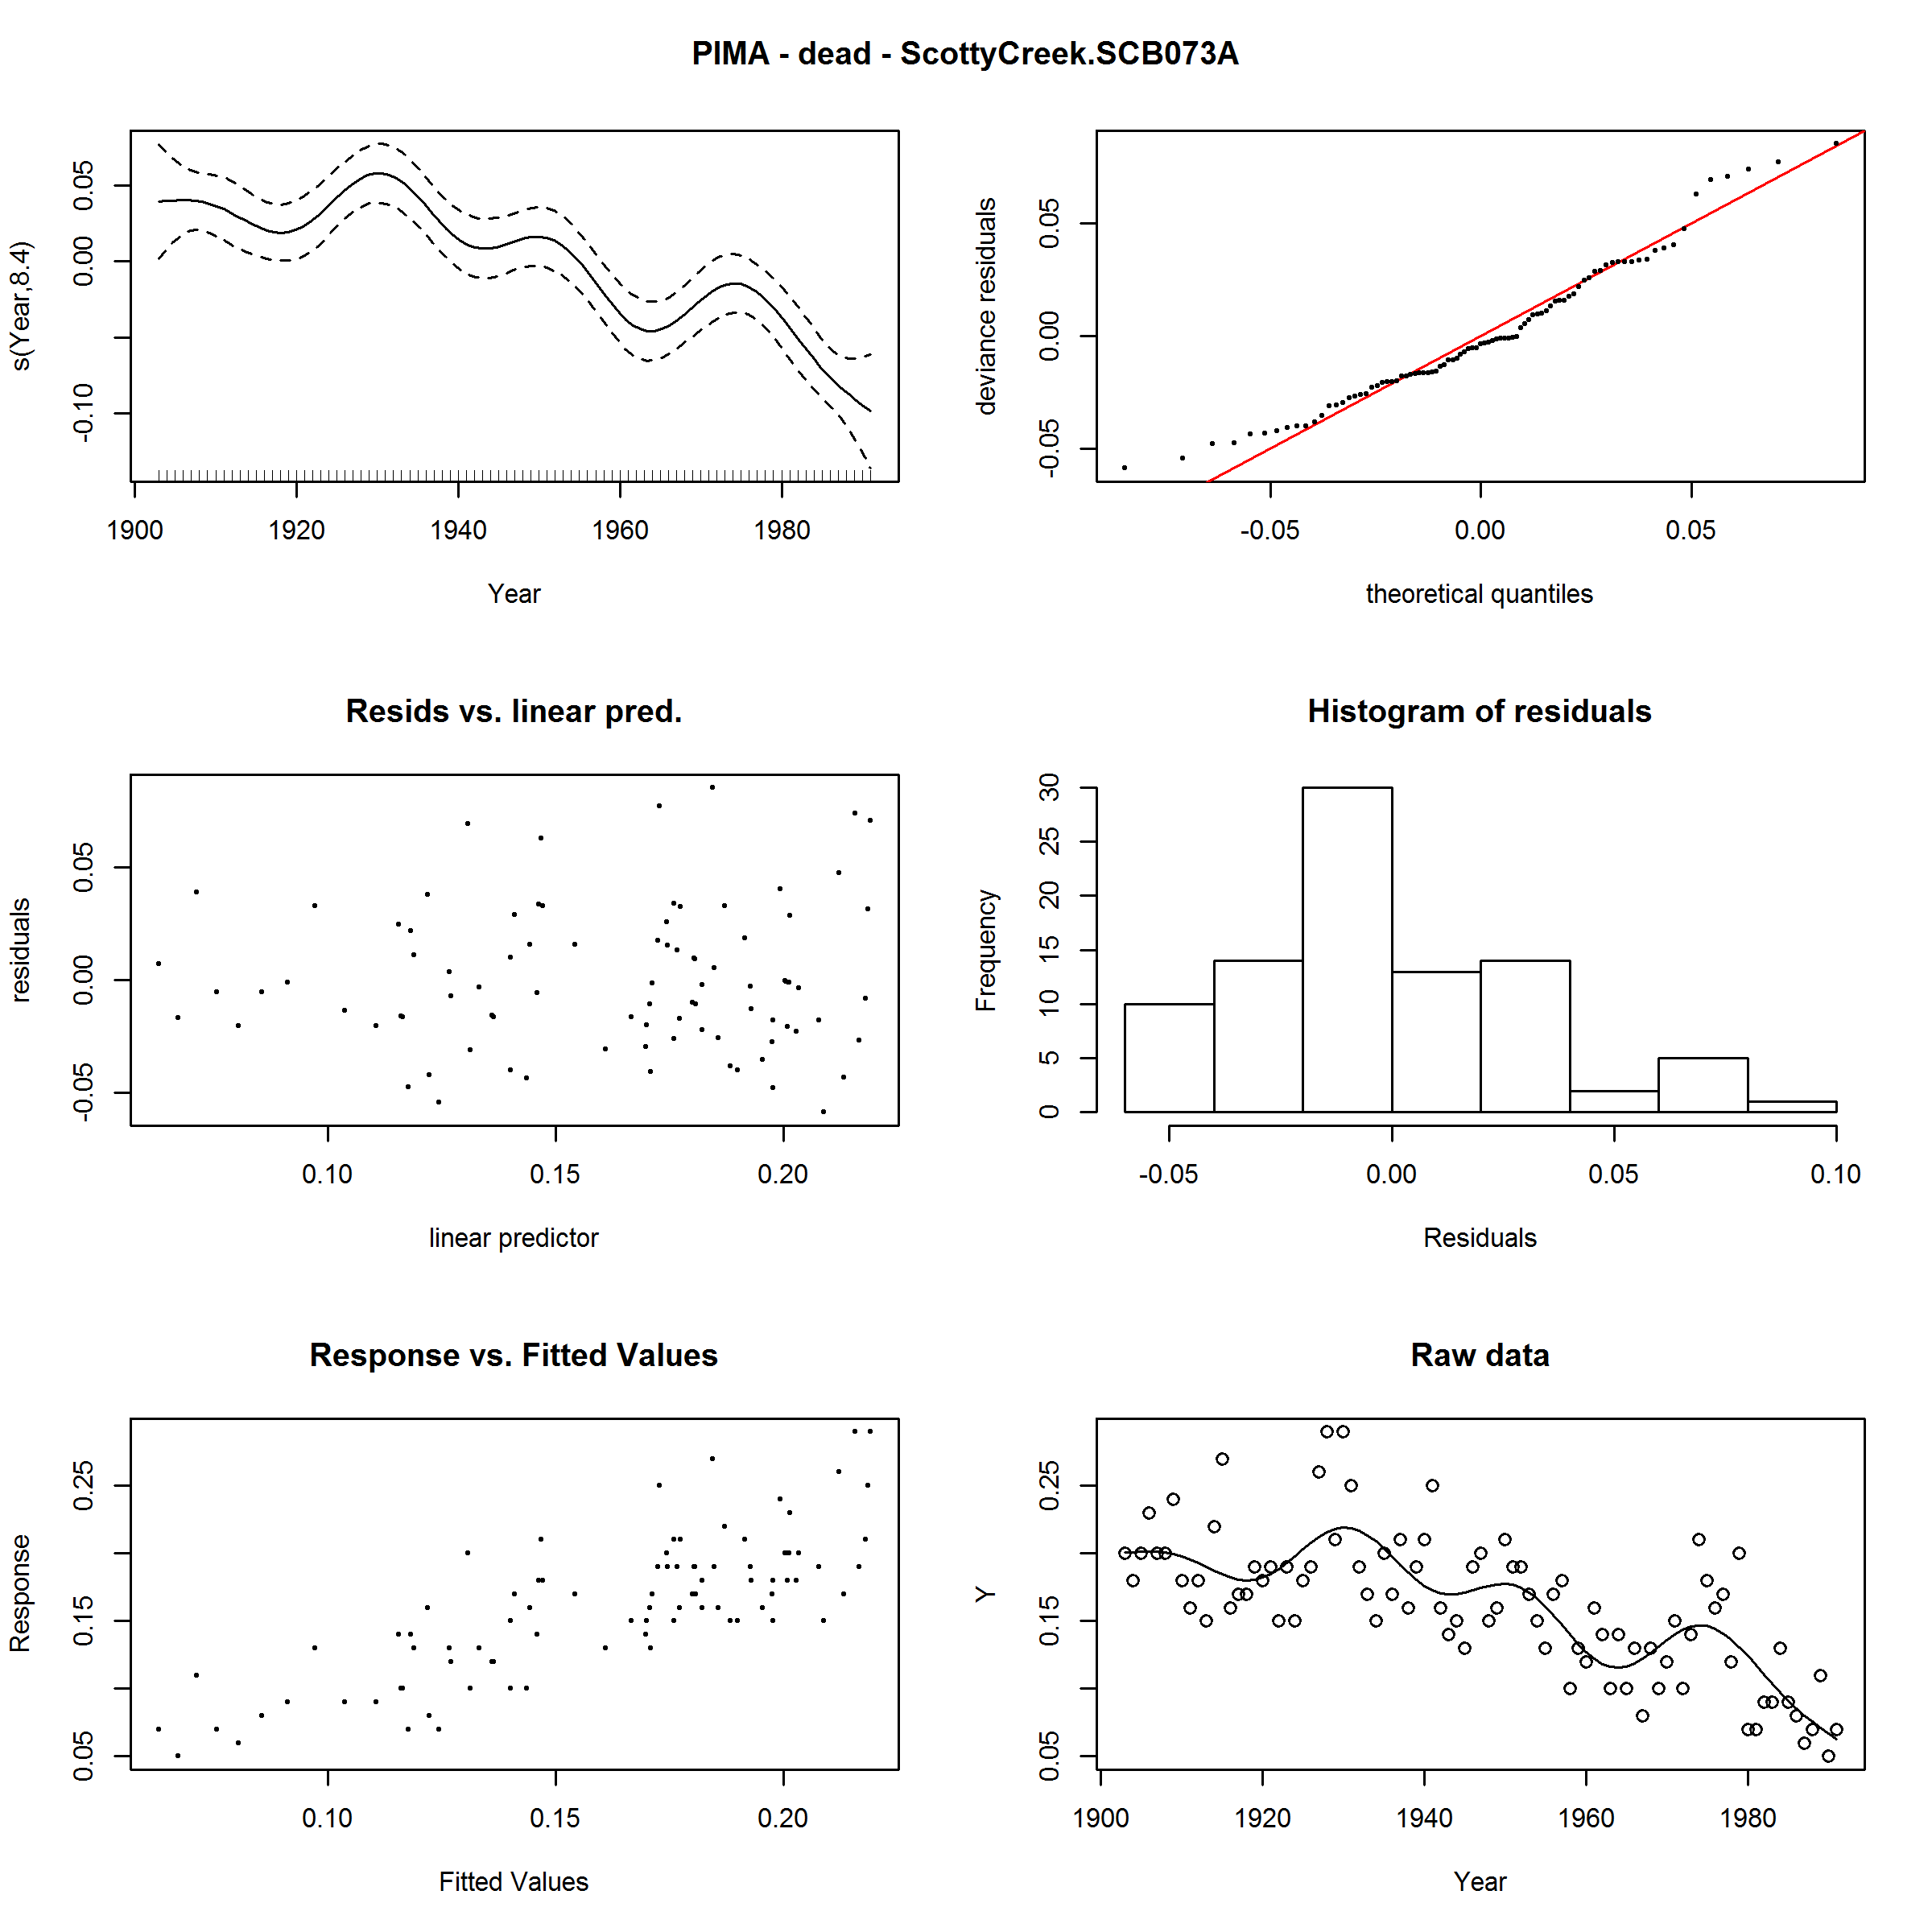 PIMA - dead - ScottyCreek.SCB073A
s(Year,8.4)
-0.10 0.00 0.05
1900 1920 1940 1960 1980
Year
deviance residuals
-0.05 0.00 0.05
-0.05 0.00 0.05
theoretical quantiles
Resids vs. linear pred.
residuals
-0.05 0.00 0.05
0.10 0.15 0.20
linear predictor
Histogram of residuals
Frequency
0 5 10 15 20 25 30
-0.05 0.00 0.05 0.10
Residuals
Response vs. Fitted Values
Response
0.05 0.15 0.25
0.10 0.15 0.20
Fitted Values
Raw data
Y
0.05 0.15 0.25
1900 1920 1940 1960 1980
Year